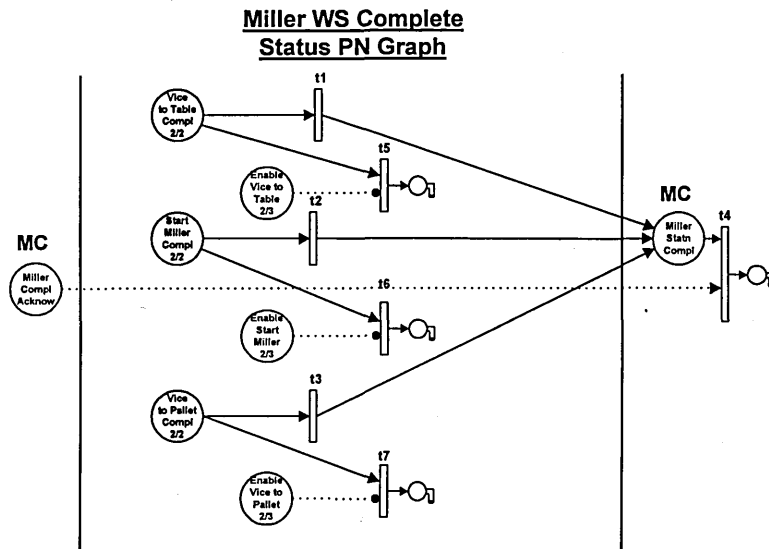 Miller WS Complete
Status PN Graph
t1
Vice
to Table
Compl
2/2
t5
Enable
Vice to
Table
2/3
t2
MC
t4
Start
Miller
Compl
2/2
Miller
Statn
Compl
MC
Miller
Compl
Acknow
t6
Enable
Start
Miller
2/3
t3
Vice
to Pallet
Compl
2/2
t7
Enable
Vice to
Pallet
2/3